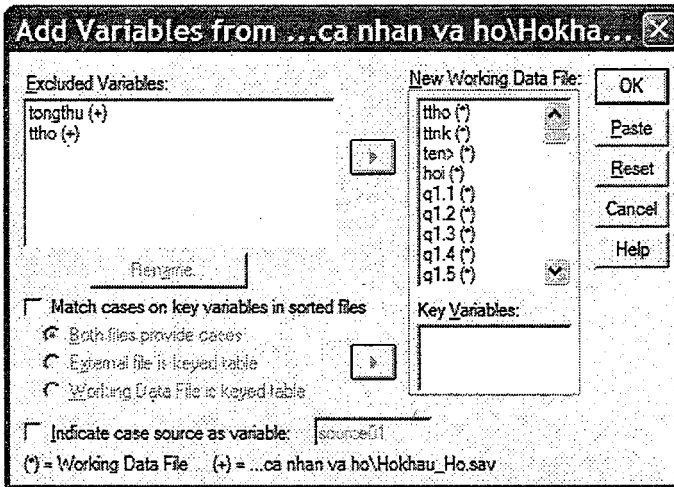 Add Variables from ...ca nhan va ho\Hokha...
Excluded Variables:
tongthu (+)
ttho (+)
Rename...
New Working Data File:
ttho (*)
ttnk (*)
ten> (*)
hoi (*)
q1.1 (*)
q1.2 (*)
q1.3 (*)
q1.4 (*)
q1.5 (*)
OK
Paste
Reset
Cancel
Help
Match cases on key variables in sorted files
Both files provide cases
External file is keyed table
Working Data File is keyed table
Key Variables:
Indicate case source as variable: source01
(*) = Working Data File (+) = ...ca nhan va ho\Hokhau_Ho.sav